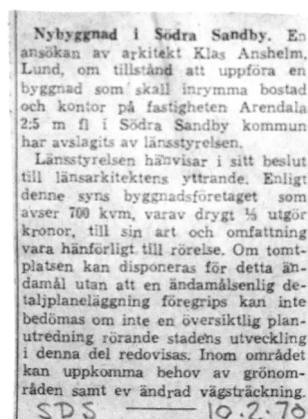 Nybyggnad i Södra Sandby. En
ansökan av arkitekt Klas Anshelm,
Lund, om tillstånd att uppföra en
byggnad som skall inrymma bostad
och kontor på fastigheten Arendala
2:5 m fl i Södra Sandby kommun
har avslagits av länsstyrelsen.
Länsstyrelsen hänvisar i sitt beslut
till länsarkitektens yttrande. Enligt
denne syns byggnadsföretaget som
avser 700 kvm, varav drygt ⅓ utgör
kronor, till sin art och omfattning
vara hänförligt till rörelse. Om tomt-
platsen kan disponeras för detta än-
damål utan att en ändamålsenlig de-
taljplaneläggning föregrips kan inte
bedömas om inte en översiktlig plan-
utredning rörande stadens utveckling
i denna del redovisas. Inom området
kan uppkomma behov av grönom-
råden samt ev ändrad vägsträckning.
SDS — 10.2.